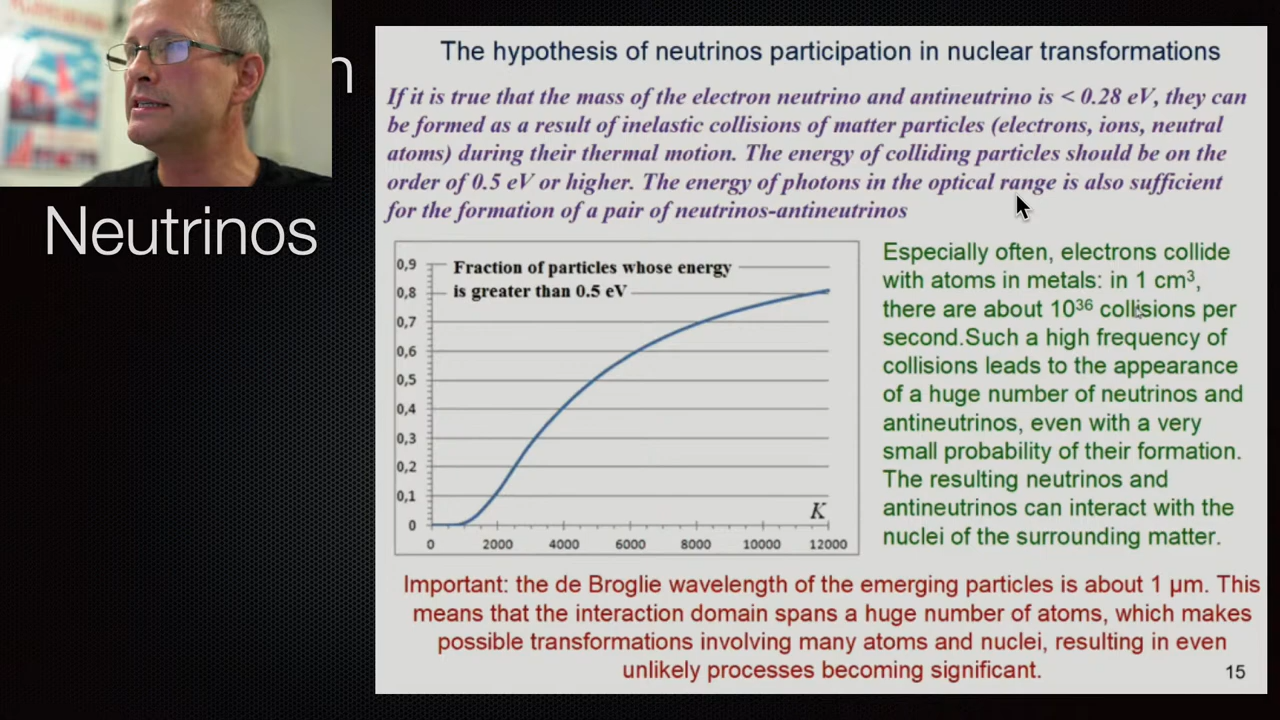 n
Neutrinos
The hypothesis of neutrinos participation in nuclear transformations
If it is true that the mass of the electron neutrino and antineutrino is < 0.28 eV, they can
be formed as a result of inelastic collisions of matter particles (electrons, ions, neutral
atoms) during their thermal motion. The energy of colliding particles should be on the
order of 0.5 eV or higher. The energy of photons in the optical range is also sufficient
for the formation of a pair of neutrinos-antineutrinos
Fraction of particles whose energy
is greater than 0.5 eV
0,9
0,8
0,7
0,6
0,5
0,4
0,3
0,2
0,1
0
K
0 2000 4000 6000 8000 10000 12000
Especially often, electrons collide
with atoms in metals: in 1 cm³,
there are about 10³⁶ collisions per
second.Such a high frequency of
collisions leads to the appearance
of a huge number of neutrinos and
antineutrinos, even with a very
small probability of their formation.
The resulting neutrinos and
antineutrinos can interact with the
nuclei of the surrounding matter.
Important: the de Broglie wavelength of the emerging particles is about 1 µm. This
means that the interaction domain spans a huge number of atoms, which makes
possible transformations involving many atoms and nuclei, resulting in even
unlikely processes becoming significant.
15